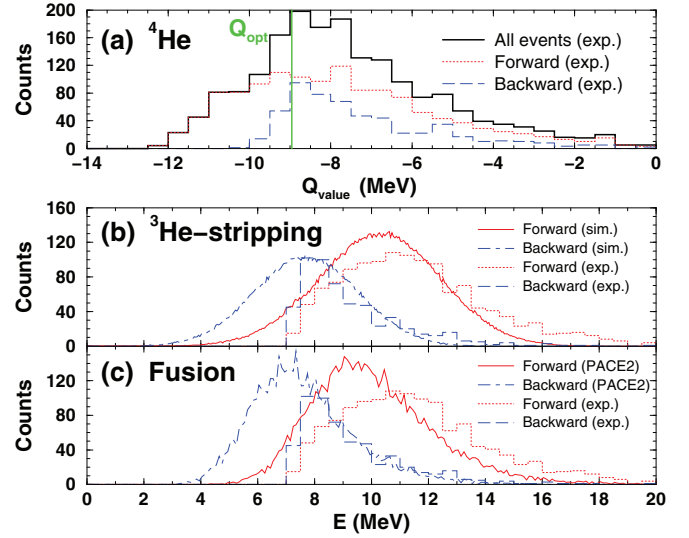 200
160
120
80
40
0
Counts
(a) ⁴He
Q_opt
All events (exp.)
Forward (exp.)
Backward (exp.)
−14 −12 −10 −8 −6 −4 −2 0
Q_value (MeV)
160
120
80
40
0
Counts
(b) ³He−stripping
Forward (sim.)
Backward (sim.)
Forward (exp.)
Backward (exp.)
120
80
40
0
Counts
(c) Fusion
Forward (PACE2)
Backward (PACE2)
Forward (exp.)
Backward (exp.)
0 2 4 6 8 10 12 14 16 18 20
E (MeV)